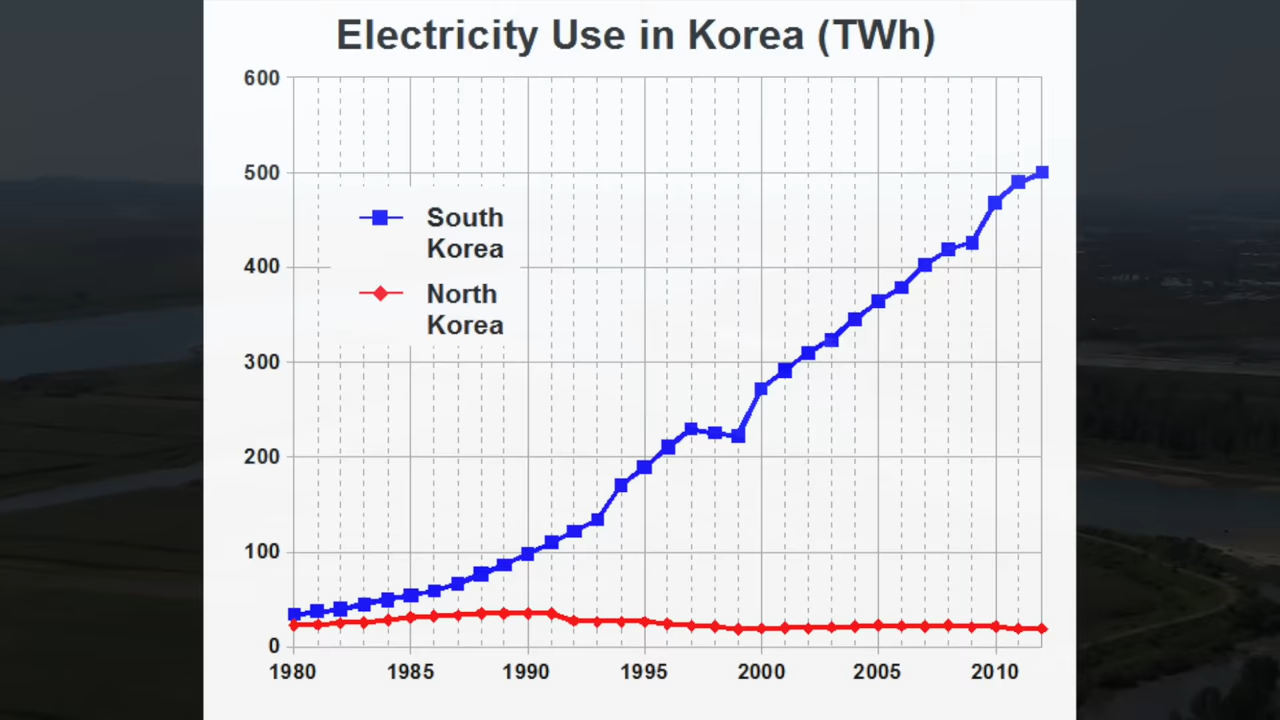 Electricity Use in Korea (TWh)
600
500
400
300
200
100
0
South
Korea
North
Korea
1980 1985 1990 1995 2000 2005 2010